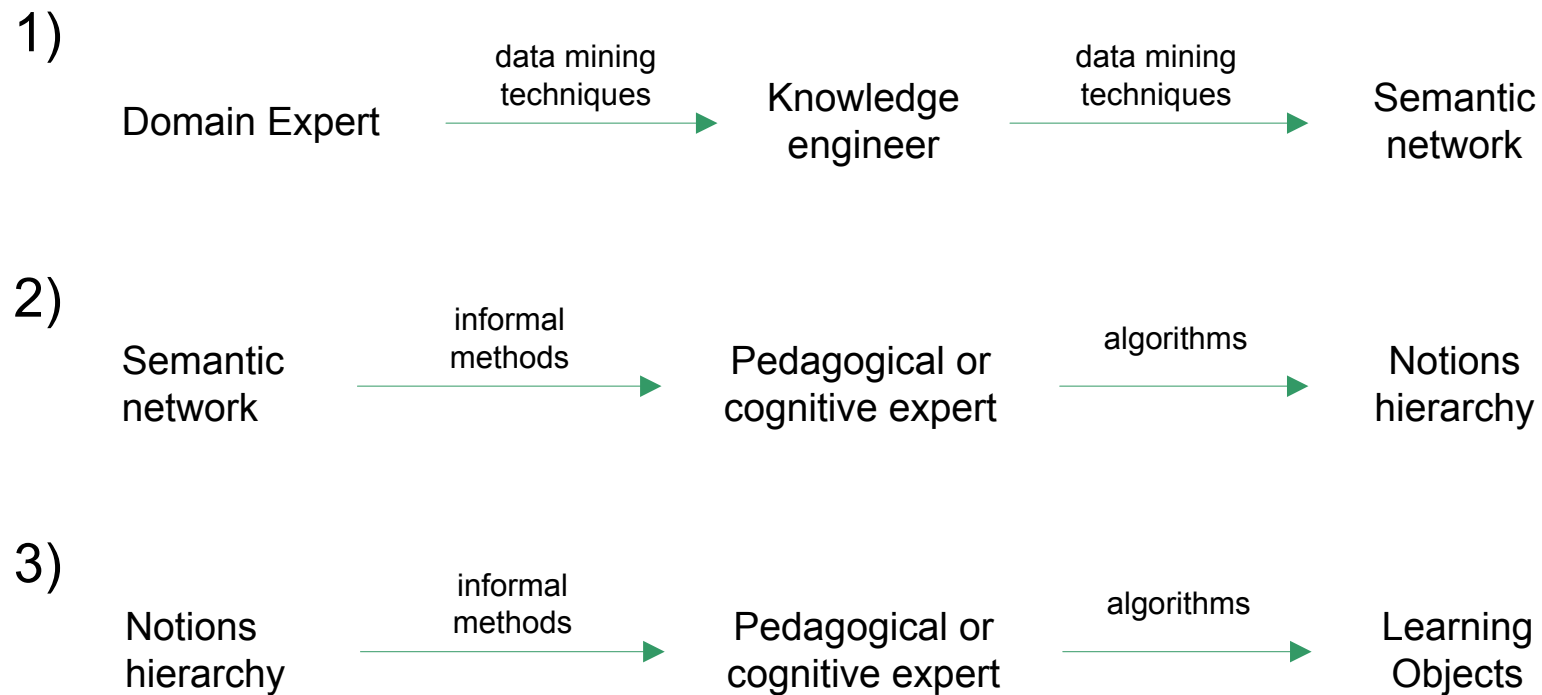 1)
data mining
techniques
data mining
techniques
Domain Expert
Knowledge
engineer
Semantic
network
2)
informal
methods
algorithms
Semantic
network
Pedagogical or
cognitive expert
Notions
hierarchy
3)
informal
methods
algorithms
Notions
hierarchy
Pedagogical or
cognitive expert
Learning
Objects